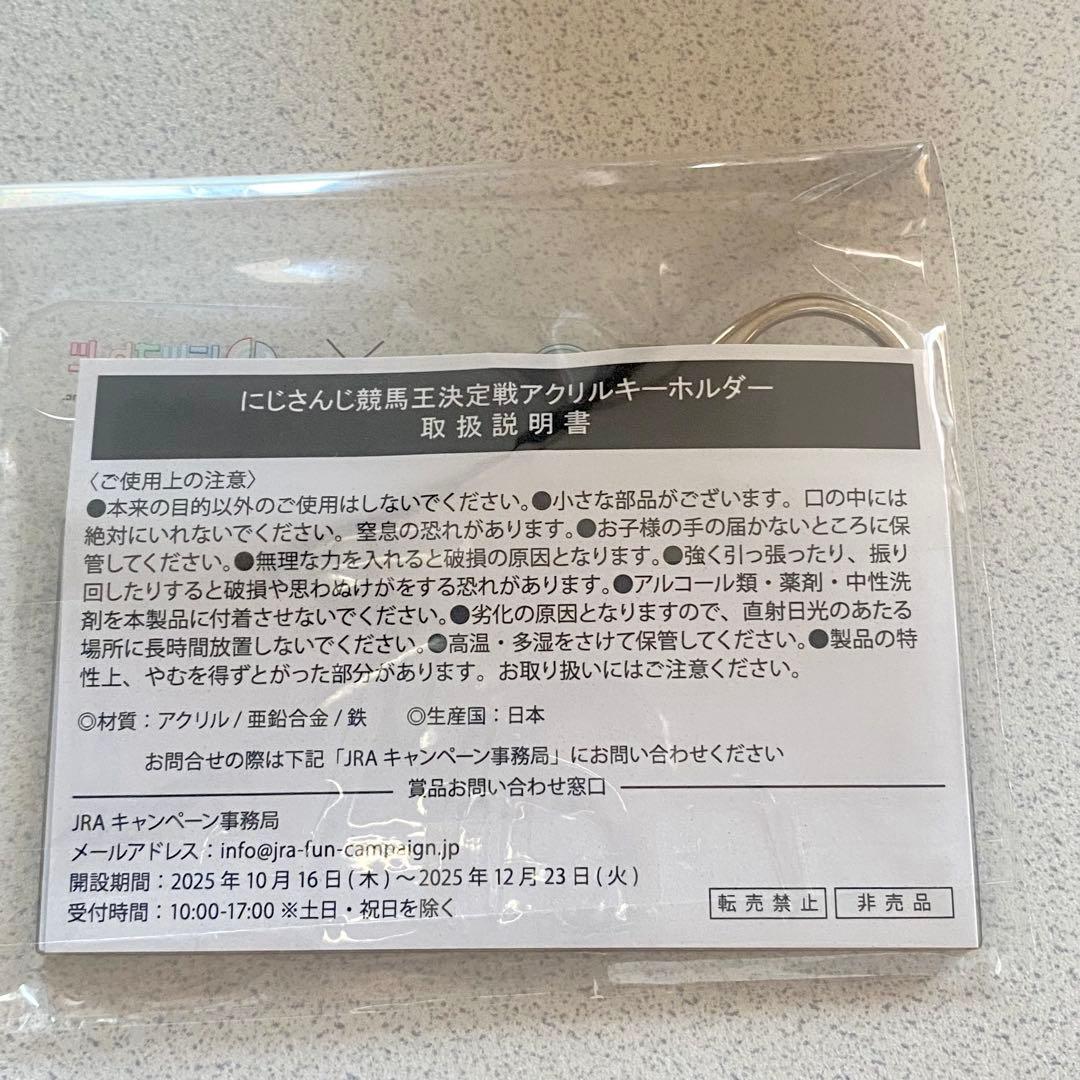 にじさんじ
にじさんじ競馬王決定戦アクリルキーホルダー
取扱説明書
〈ご使用上の注意〉
●本来の目的以外のご使用はしないでください。●小さな部品がございます。口の中には
絶対にいれないでください。窒息の恐れがあります。●お子様の手の届かないところに保
管してください。●無理な力を入れると破損の原因となります。●強く引っ張ったり、振り
回したりすると破損や思わぬけがをする恐れがあります。●アルコール類・薬剤・中性洗
剤を本製品に付着させないでください。●劣化の原因となりますので、直射日光のあたる
場所に長時間放置しないでください。●高温・多湿をさけて保管してください。●製品の特
性上、やむを得ずとがった部分があります。お取り扱いにはご注意ください。
◎材質：アクリル / 亜鉛合金 / 鉄　◎生産国：日本
お問合せの際は下記「JRA キャンペーン事務局」にお問い合わせください
賞品お問い合わせ窓口
JRA キャンペーン事務局
メールアドレス：info@jra-fun-campaign.jp
開設期間：2025 年 10 月 16 日 ( 木 ) ～2025 年 12 月 23 日 ( 火 )
受付時間：10:00-17:00 ※土日・祝日を除く
転売禁止 非売品